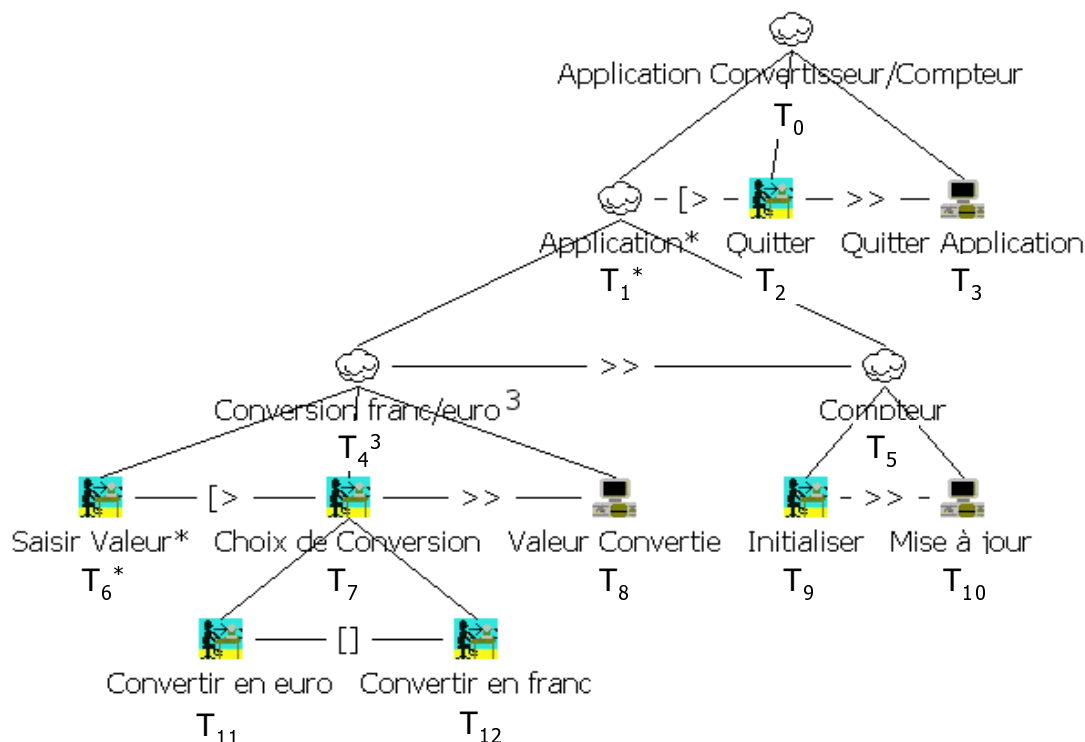 Application Convertisseur/Compteur
T0
[> >>
Application* Quitter Quitter Application
T1* T2 T3
>>
Conversion franc/euro 3 Compteur
T4 3 T5
[> >> >>
Saisir Valeur* Choix de Conversion Valeur Convertie Initialiser Mise à jour
T6* T7 T8 T9 T10
[]
Convertir en euro Convertir en franc
T11 T12